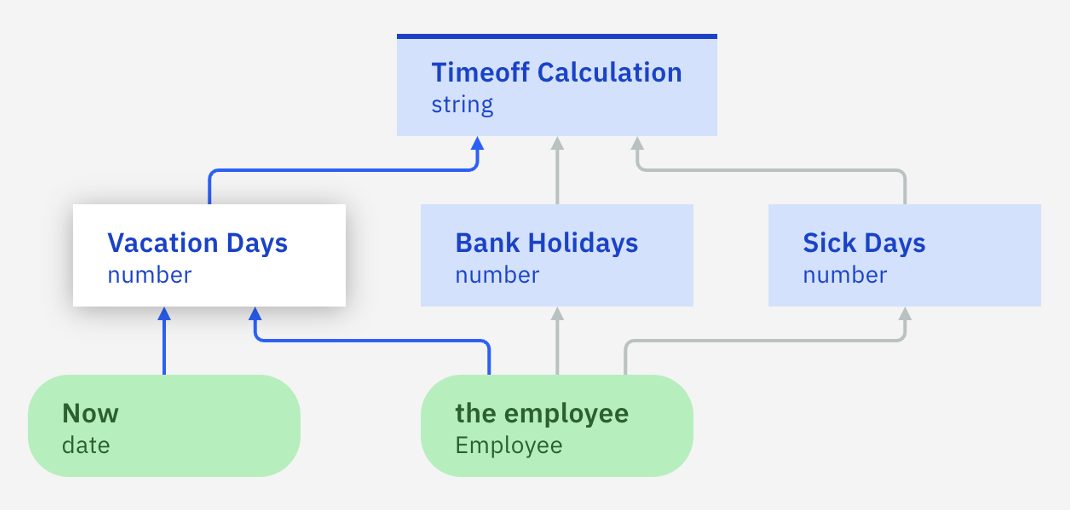 Timeoff Calculation
string
Vacation Days
number
Bank Holidays
number
Sick Days
number
Now
date
the employee
Employee